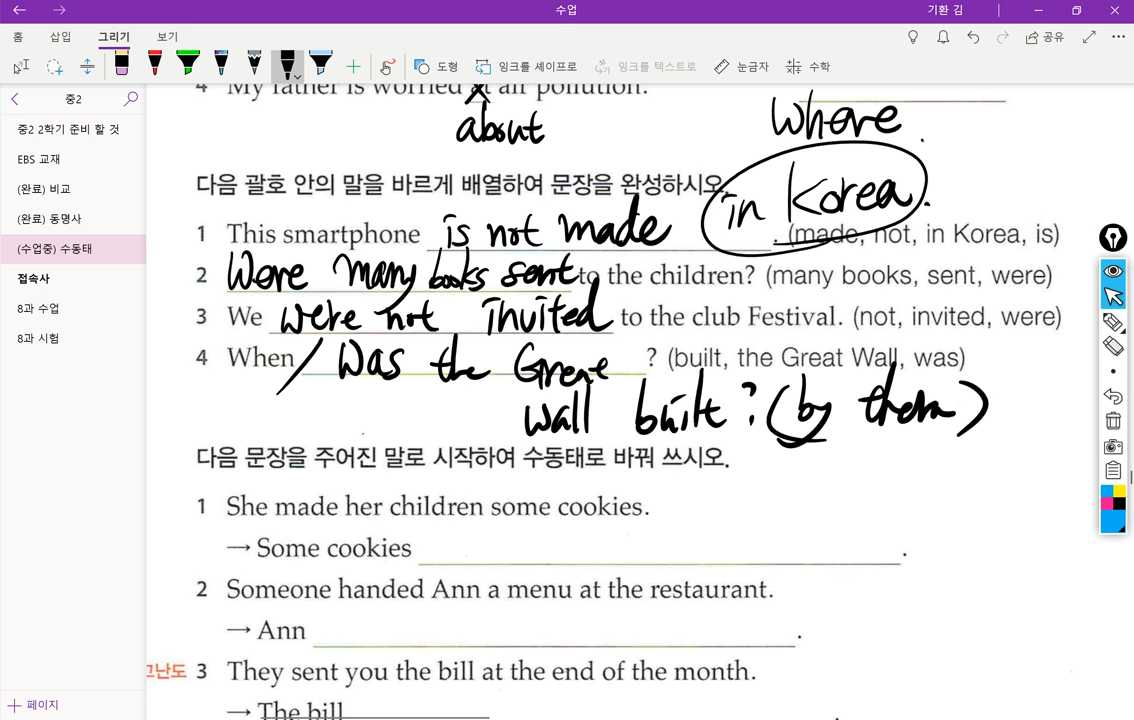 수업
기환 김
홈 삽입 그리기 보기
도형 잉크를 셰이프로 잉크를 텍스트로 눈금자 수학 공유
중2
중2 2학기 준비 할 것
EBS 교재
(완료) 비교
(완료) 동명사
(수업중) 수동태
접속사
8과 수업
8과 시험
페이지
4 My father is worried at air pollution.
about
where
다음 괄호 안의 말을 바르게 배열하여 문장을 완성하시오.
in Korea.
1 This smartphone is not made . (made, not, in Korea, is)
2 Were many books sent to the children? (many books, sent, were)
3 We were not invited to the club Festival. (not, invited, were)
4 When / was the Great ? (built, the Great Wall, was)
wall built? (by them)
다음 문장을 주어진 말로 시작하여 수동태로 바꿔 쓰시오.
1 She made her children some cookies.
→ Some cookies .
2 Someone handed Ann a menu at the restaurant.
→ Ann .
고난도 3 They sent you the bill at the end of the month.
→ The bill .